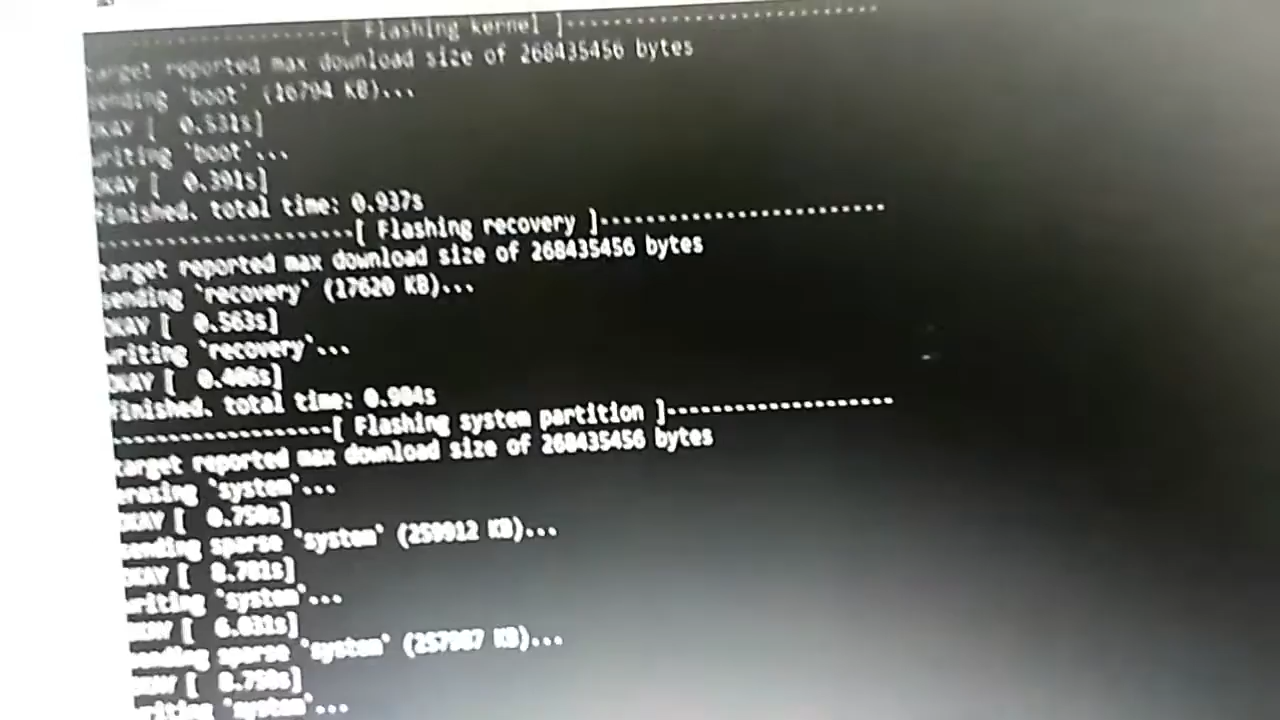 --------------------[ Flashing kernel ]----------------------------
target reported max download size of 268435456 bytes
sending 'boot' (16794 KB)...
OKAY [  0.531s]
writing 'boot'...
OKAY [  0.391s]
finished. total time: 0.937s
----------------------[ Flashing recovery ]-------------------------
target reported max download size of 268435456 bytes
sending 'recovery' (17620 KB)...
OKAY [  0.563s]
writing 'recovery'...
OKAY [  0.406s]
finished. total time: 0.984s
-------------------[ Flashing system partition ]--------------------
target reported max download size of 268435456 bytes
erasing 'system'...
OKAY [  0.750s]
sending sparse 'system' (259912 KB)...
OKAY [  8.781s]
writing 'system'...
OKAY [  6.031s]
sending sparse 'system' (257987 KB)...
OKAY [  8.750s]
writing 'system'...